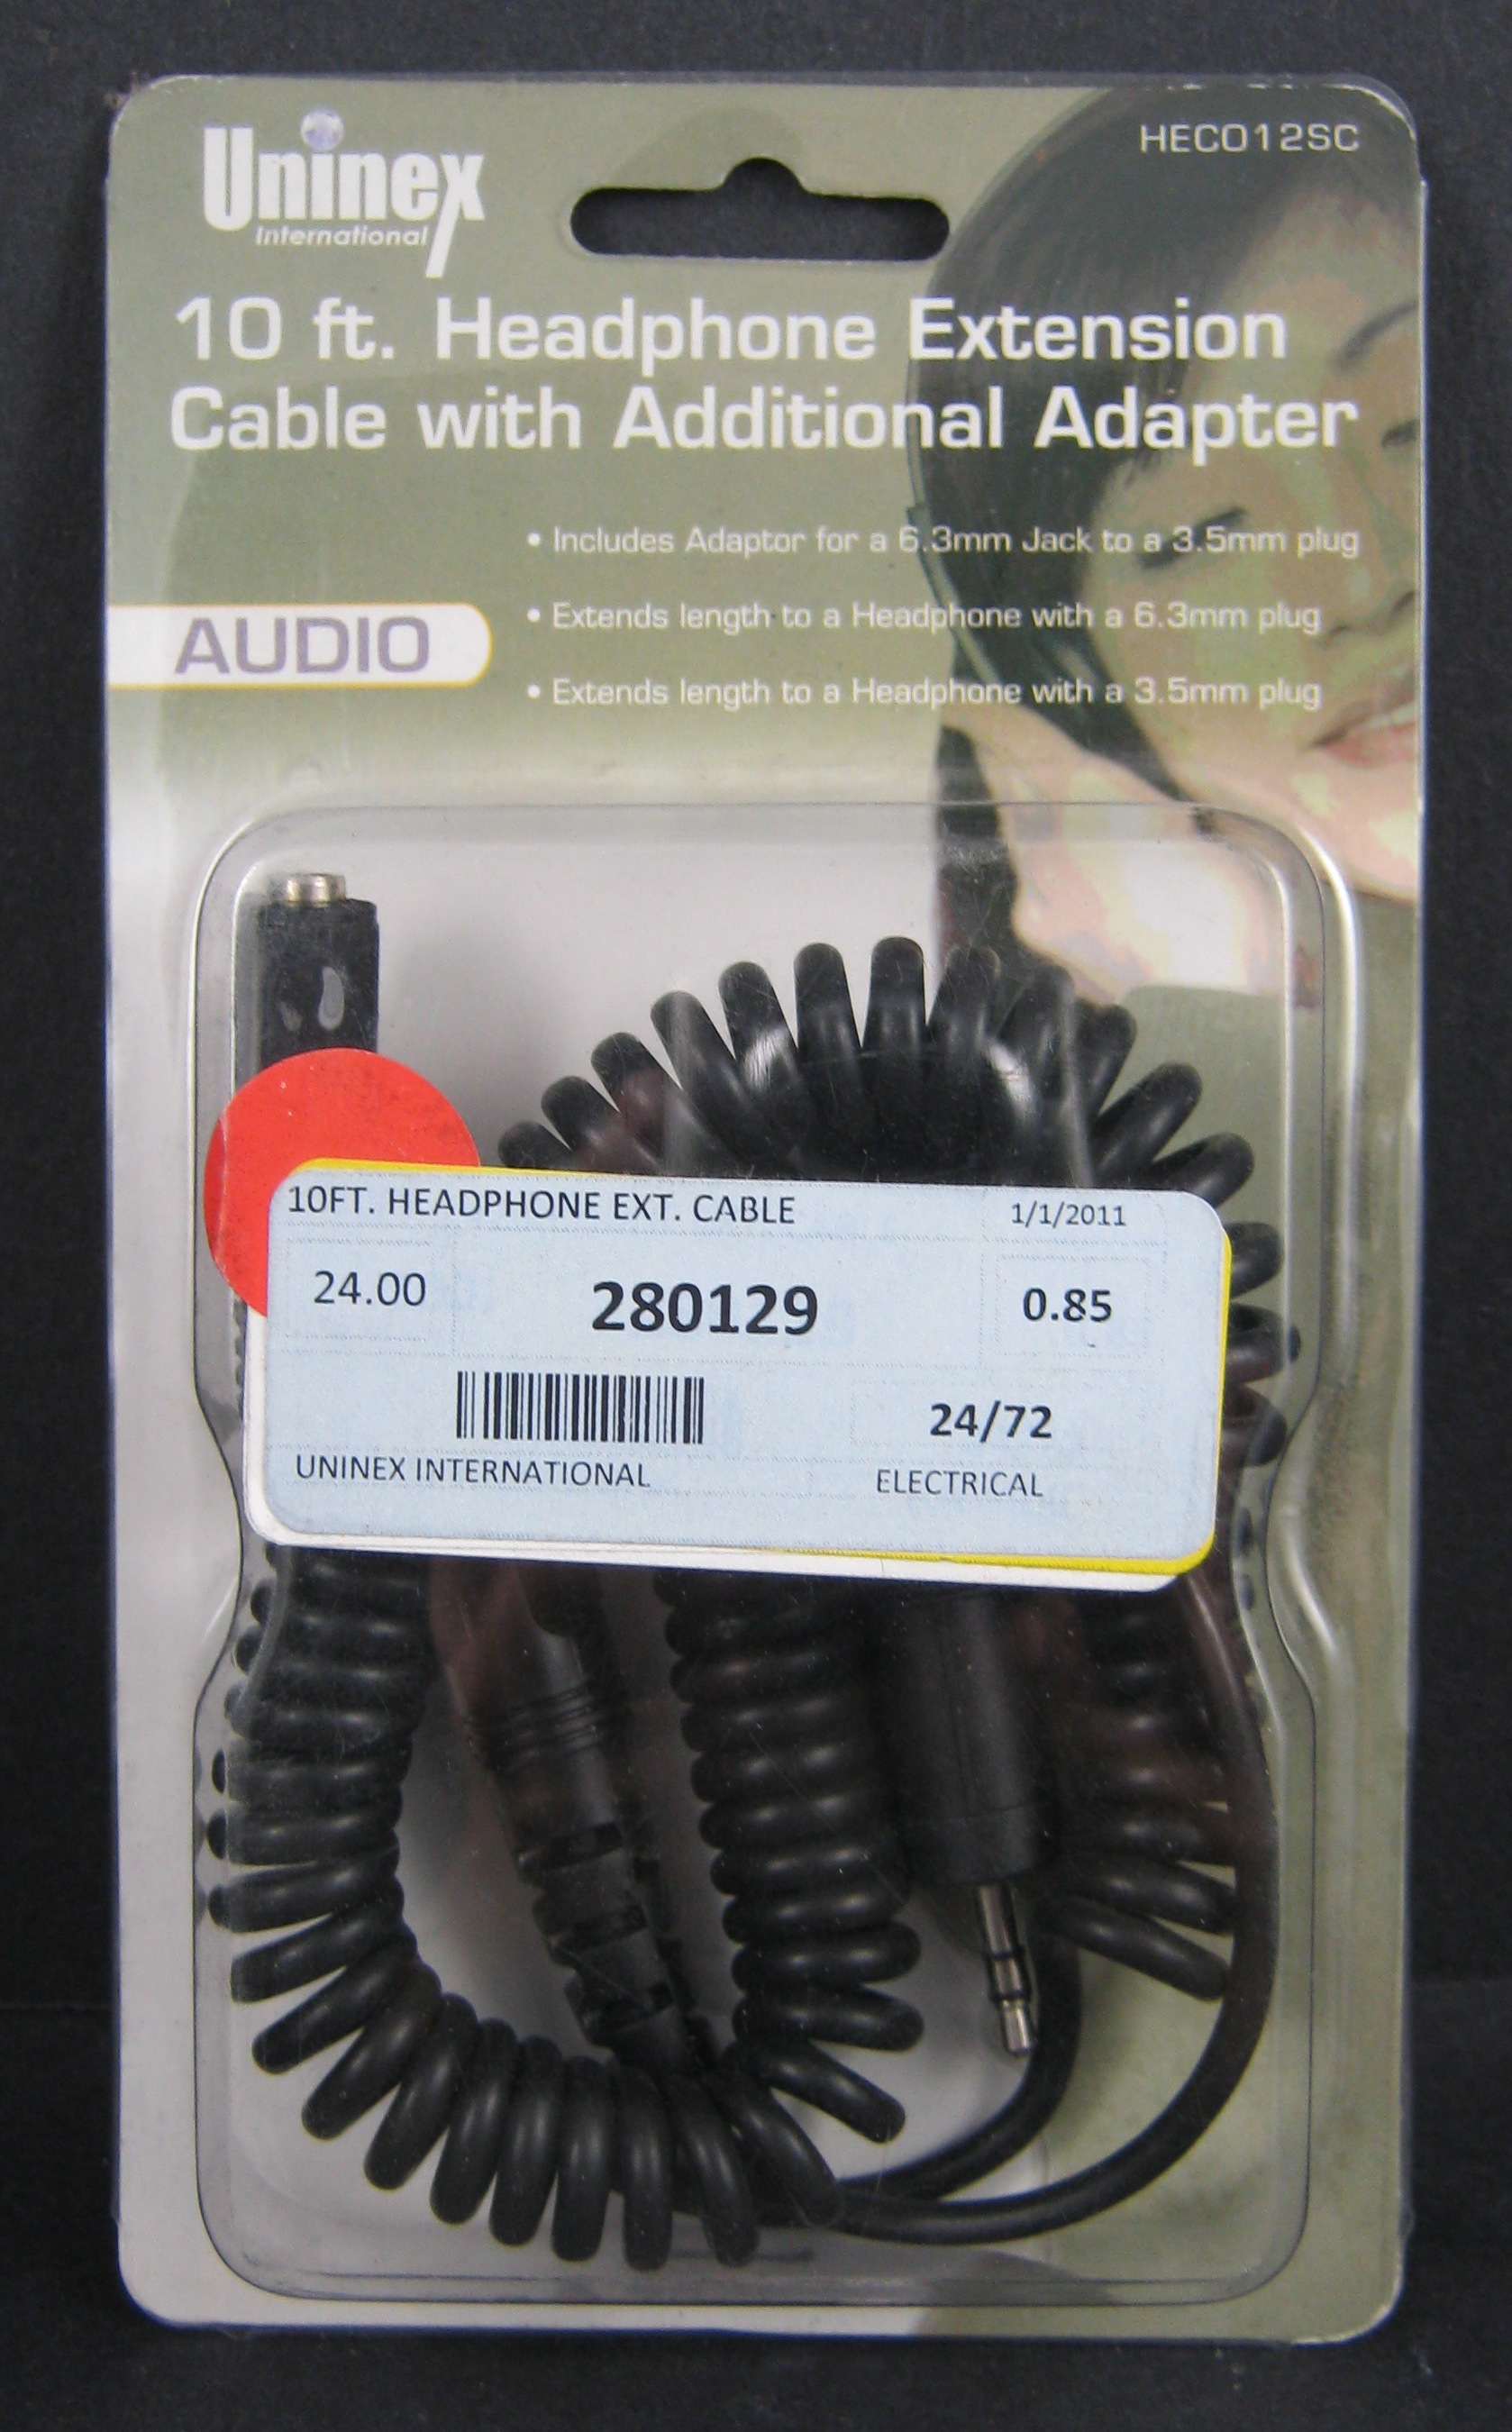 Uninex
International
HEC012SC
10 ft. Headphone Extension
Cable with Additional Adapter
• Includes Adaptor for a 6.3mm Jack to a 3.5mm plug
• Extends length to a Headphone with a 6.3mm plug
AUDIO
• Extends length to a Headphone with a 3.5mm plug
10FT. HEADPHONE EXT. CABLE 1/1/2011
24.00 280129 0.85
24/72
UNINEX INTERNATIONAL ELECTRICAL